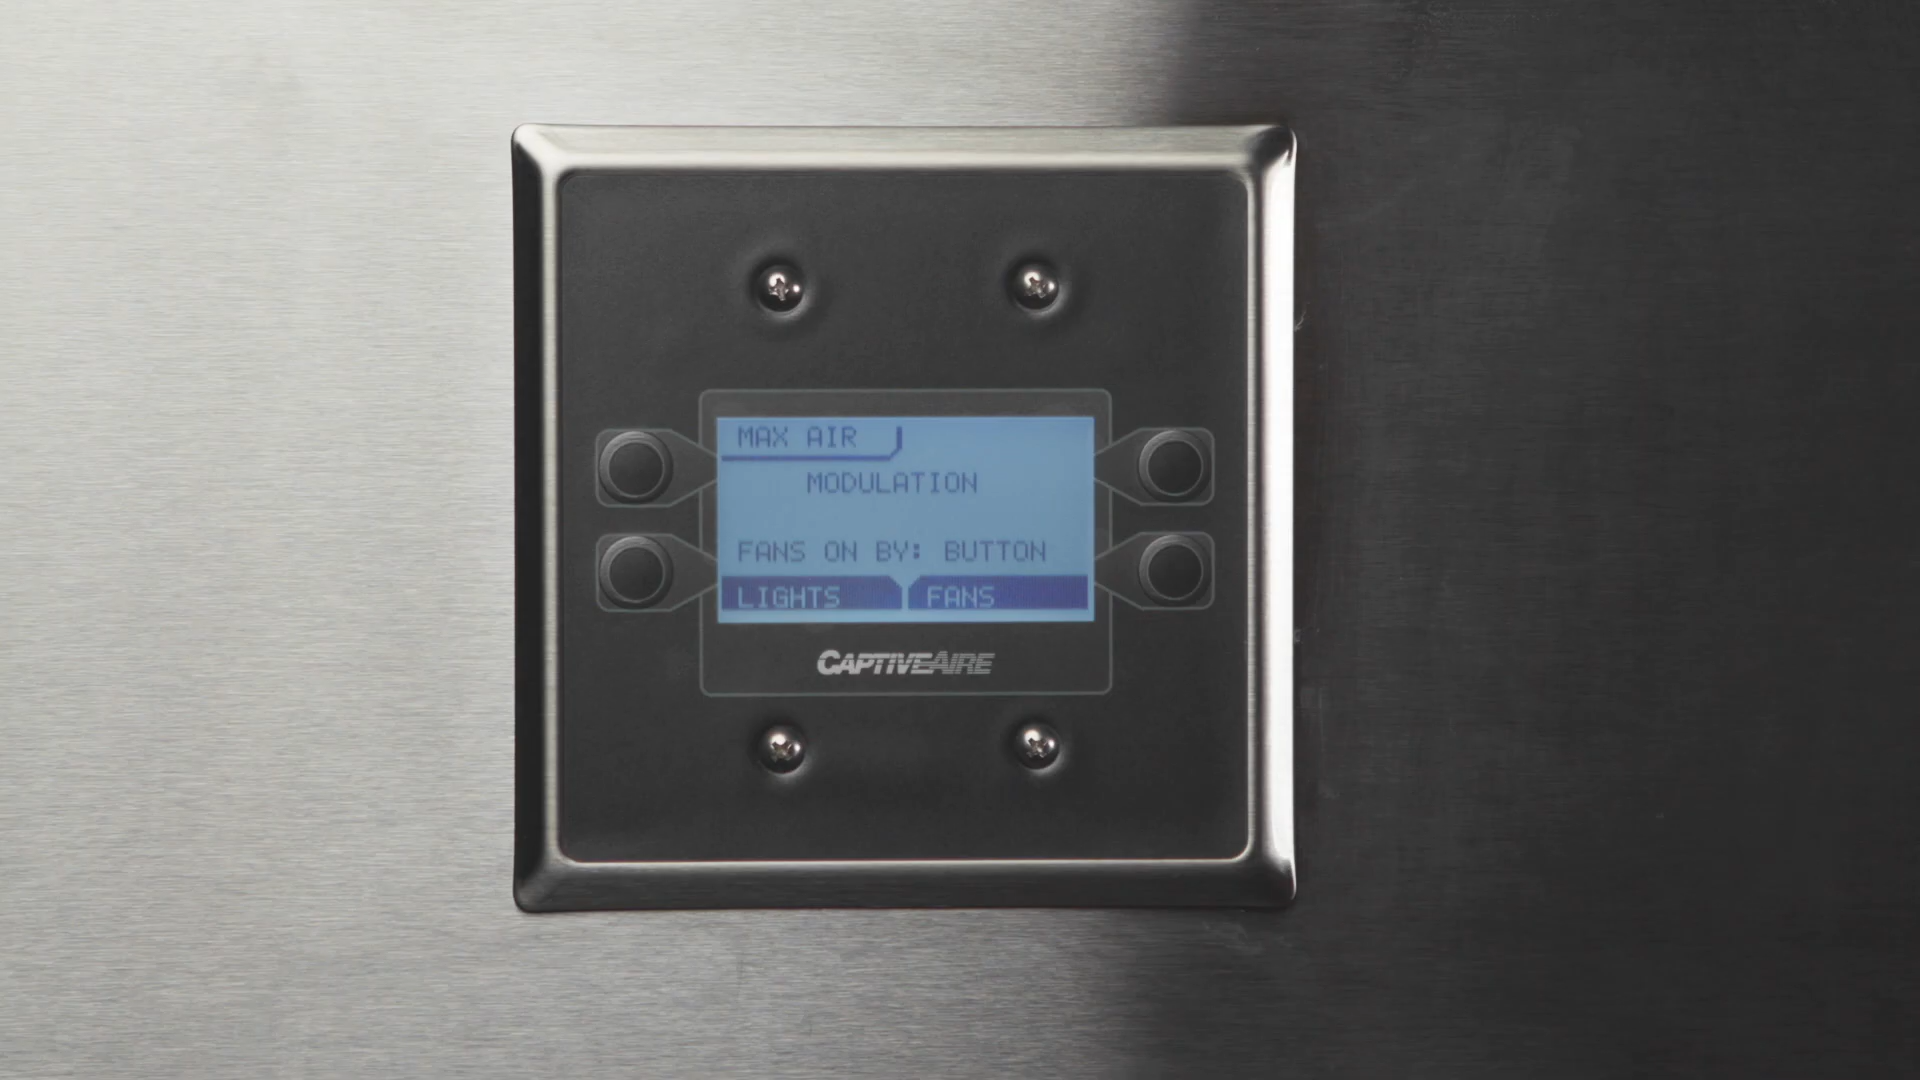 MAX AIR
MODULATION
FANS ON BY: BUTTON
LIGHTS FANS
CAPTIVEAIRE